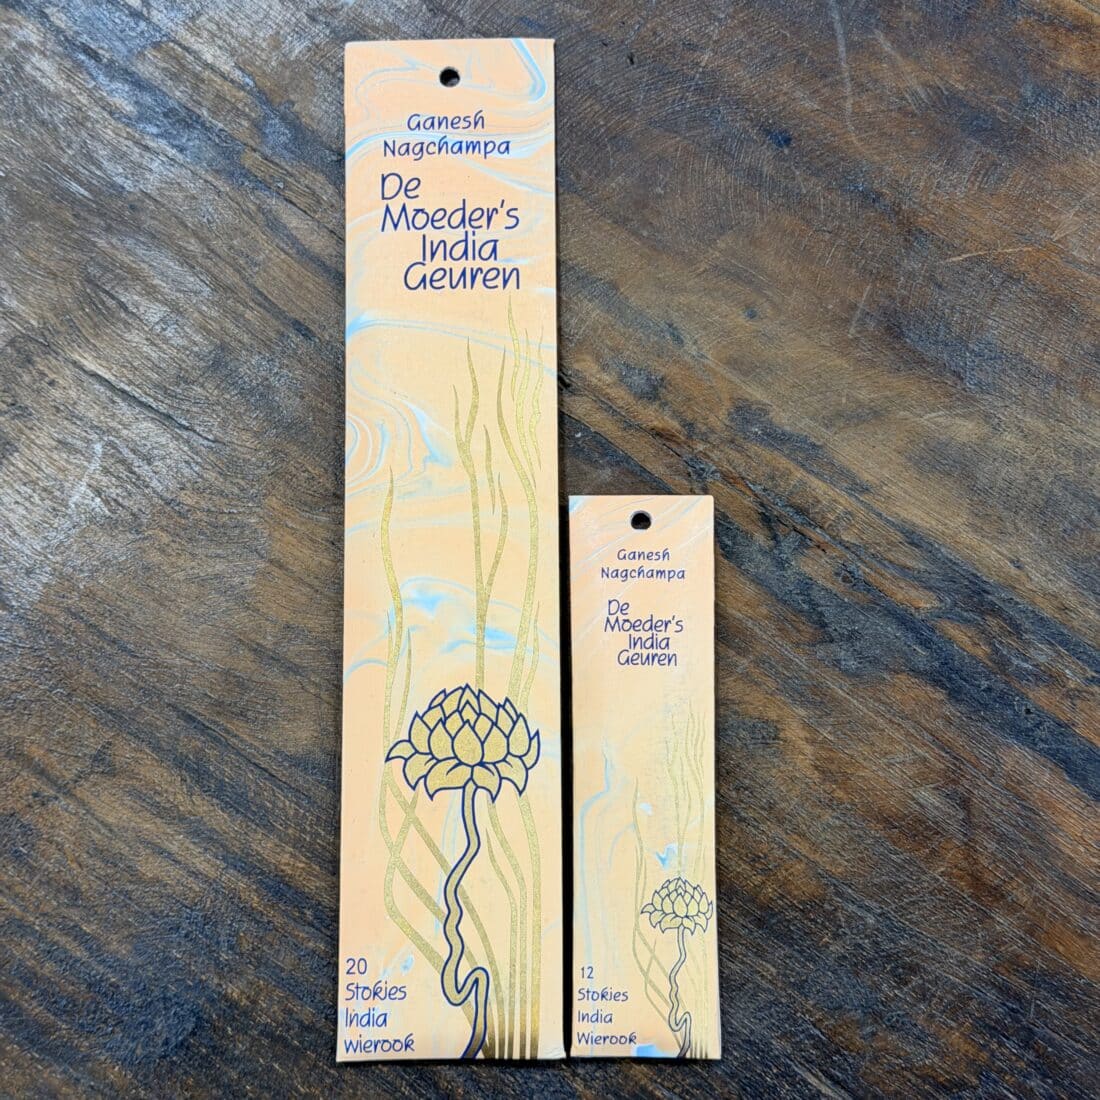 Ganesh
Nagchampa
De
Moeder's
India
Geuren
20
Stokjes
India
Wierook
Ganesh
Nagchampa
De
Moeder's
India
Geuren
12
Stokjes
India
Wierook